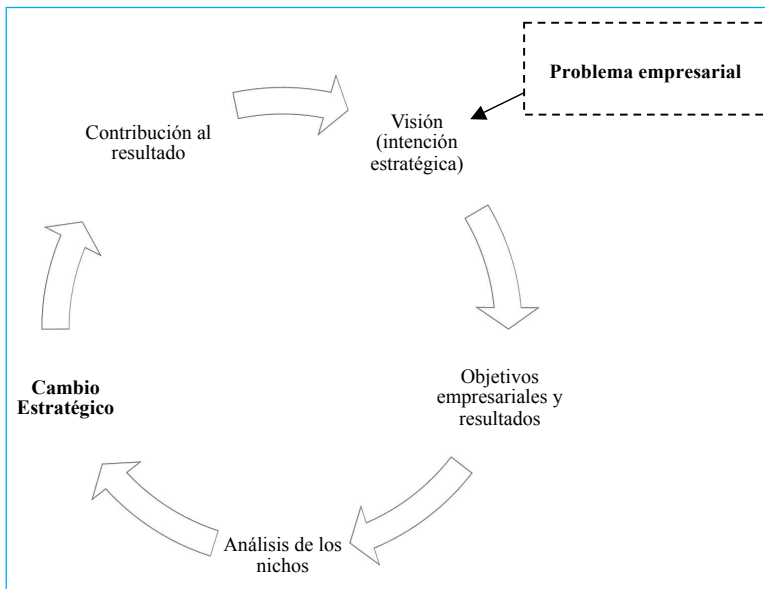 Problema empresarial
Visión
(intención
estratégica)
Objetivos
empresariales y
resultados
Análisis de los
nichos
Cambio
Estratégico
Contribución al
resultado